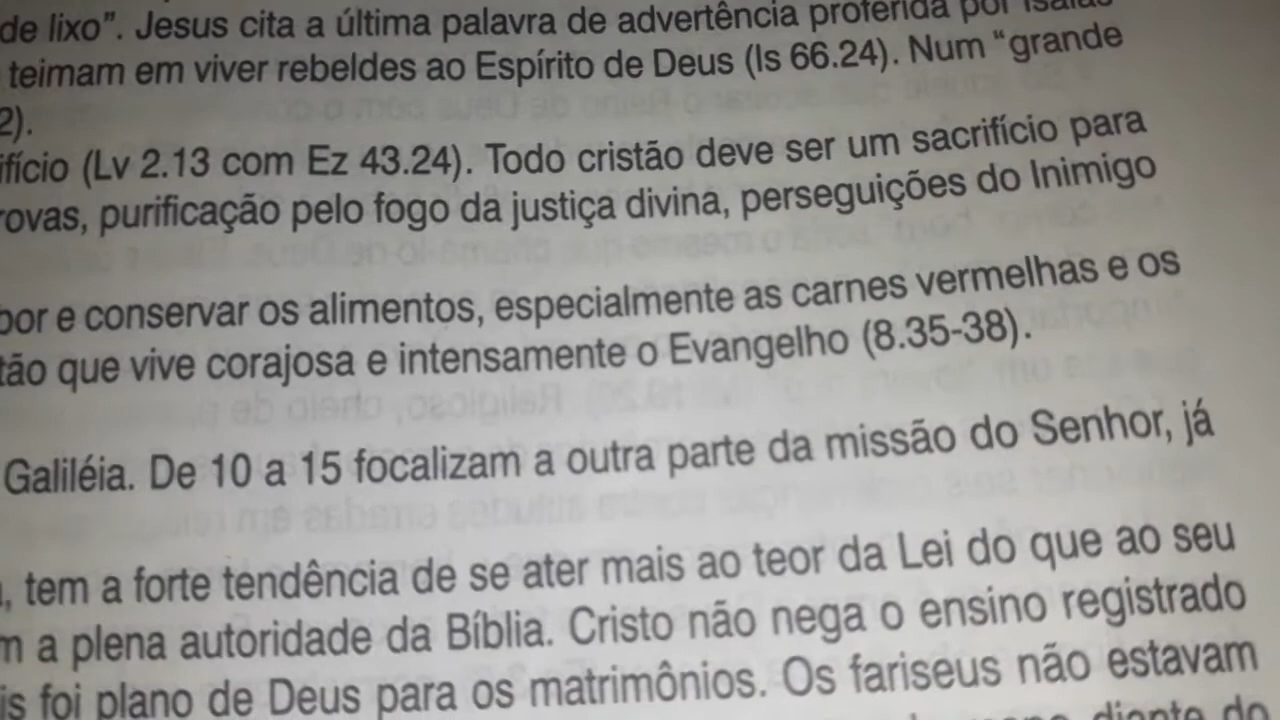 de lixo". Jesus cita a última palavra de advertência proferida por Isaías
teimam em viver rebeldes ao Espírito de Deus (Is 66.24). Num "grande
2).
ifício (Lv 2.13 com Ez 43.24). Todo cristão deve ser um sacrifício para
rovas, purificação pelo fogo da justiça divina, perseguições do Inimigo
bor e conservar os alimentos, especialmente as carnes vermelhas e os
tão que vive corajosa e intensamente o Evangelho (8.35-38).
Galiléia. De 10 a 15 focalizam a outra parte da missão do Senhor, já
, tem a forte tendência de se ater mais ao teor da Lei do que ao seu
m a plena autoridade da Bíblia. Cristo não nega o ensino registrado
is foi plano de Deus para os matrimônios. Os fariseus não estavam
diante do